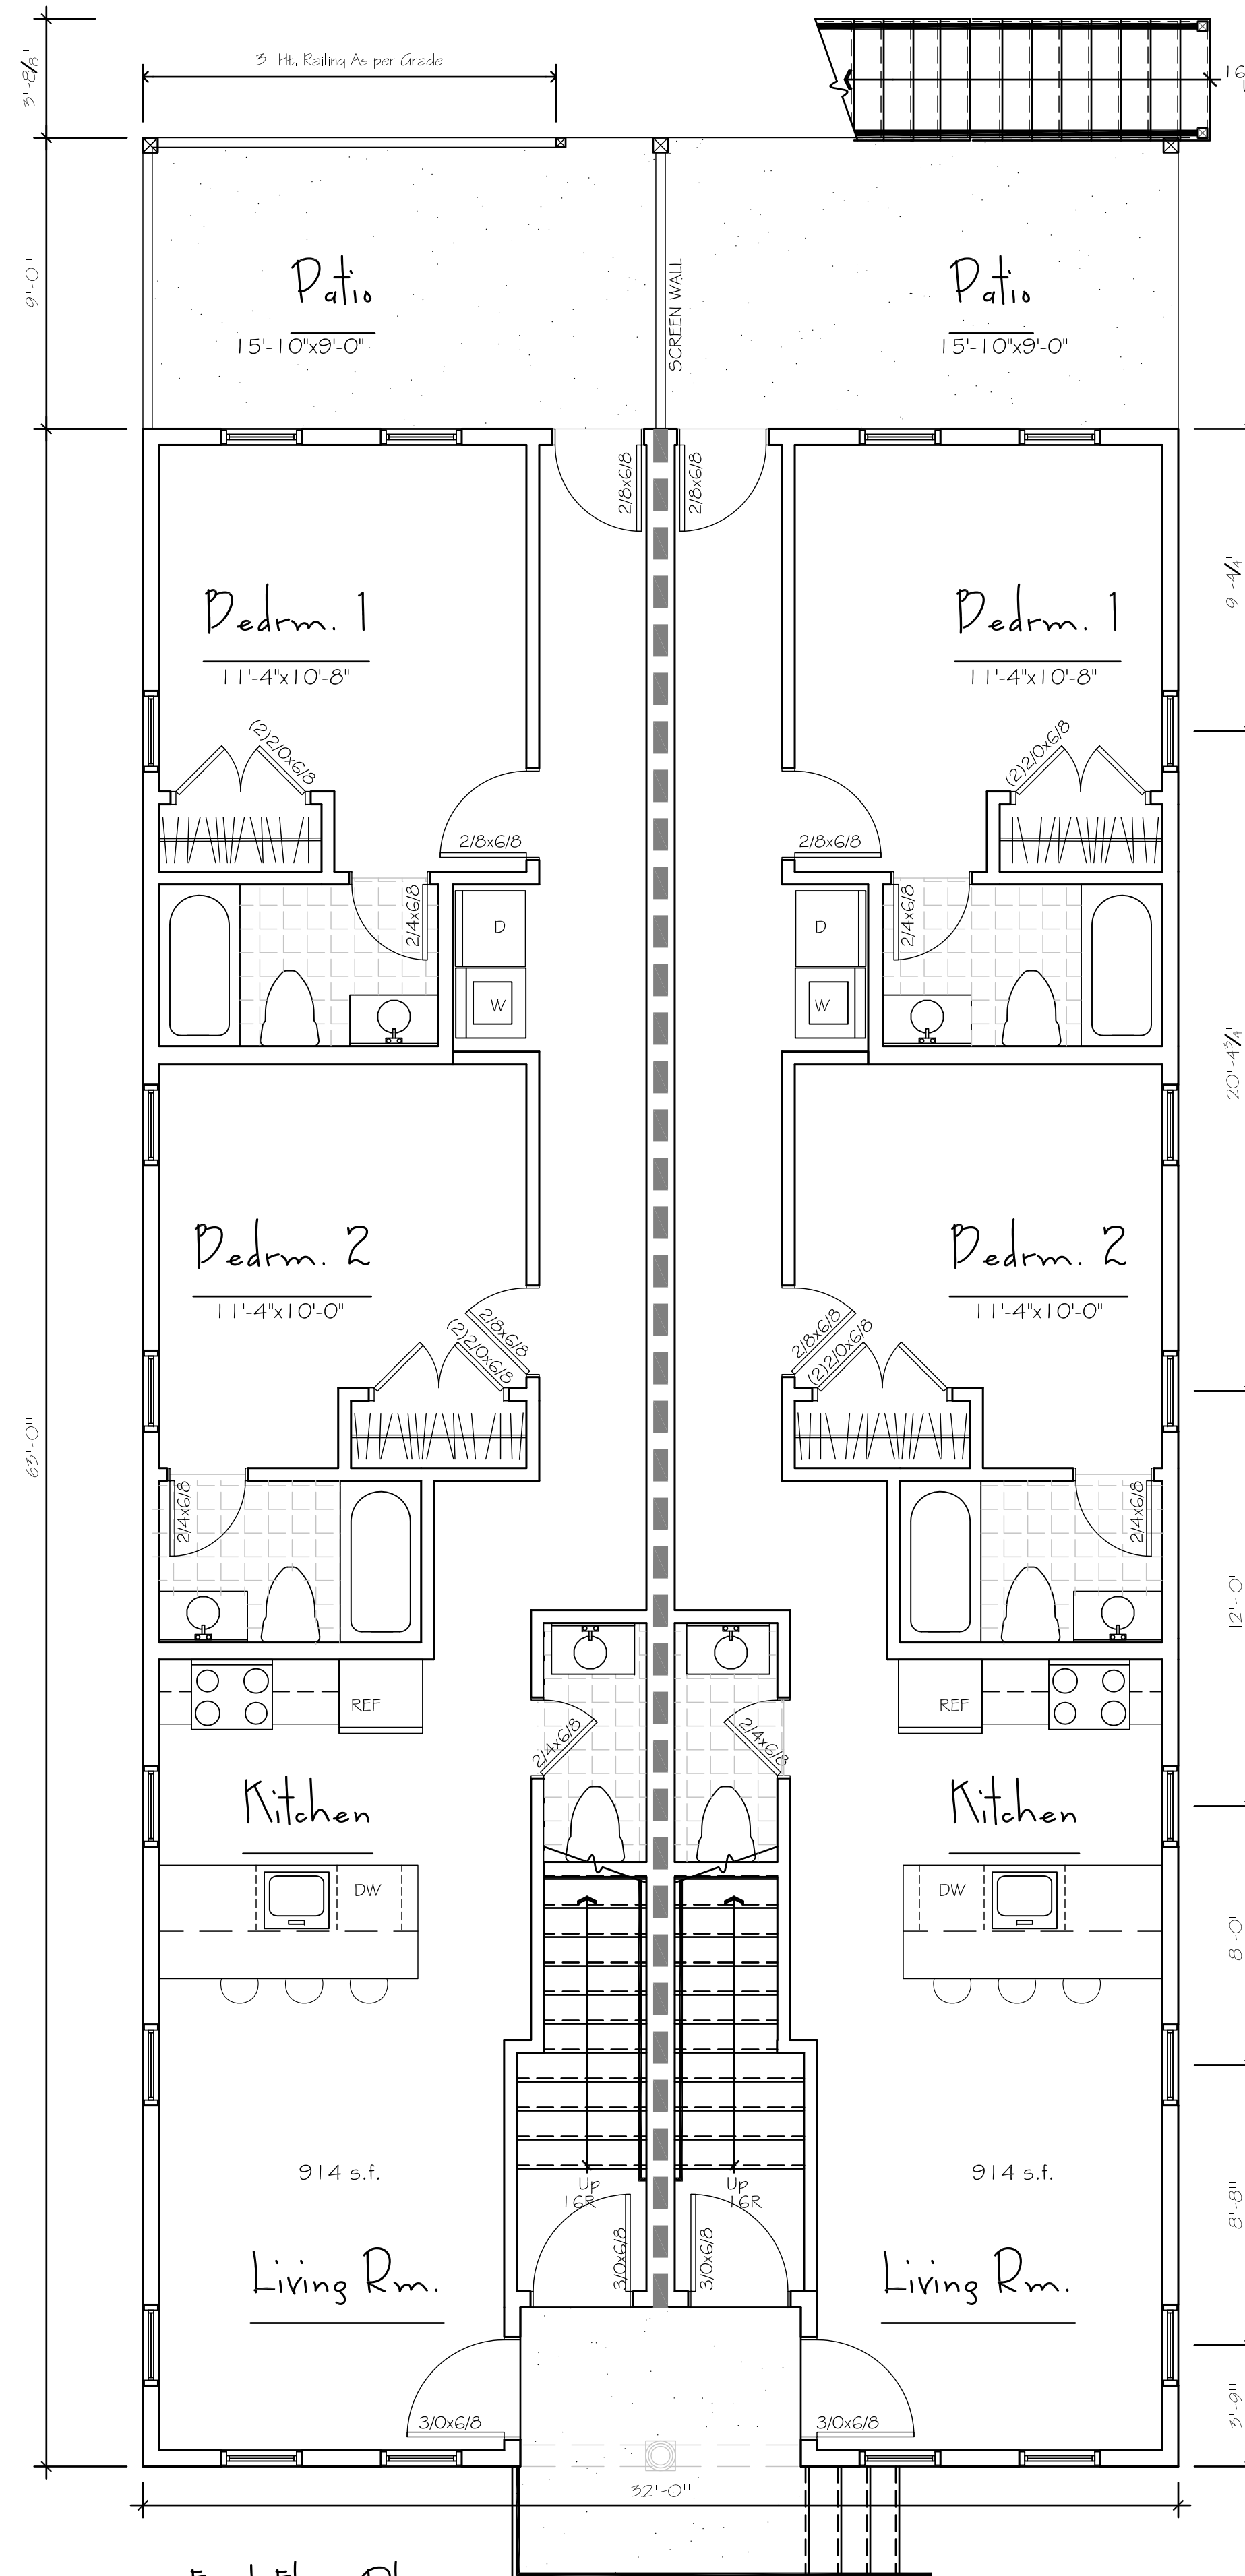 3' Ht. Railing As per Grade
3'-8⅛"
16
9'-0"
Patio
15'-10"x9'-0"
SCREEN WALL
Patio
15'-10"x9'-0"
2/8x6/8
2/8x6/8
Bedrm. 1
11'-4"x10'-8"
Bedrm. 1
11'-4"x10'-8"
9'-4¼"
(2)2/0x6/8
(2)2/0x6/8
2/8x6/8
2/8x6/8
2/4x6/8
D
D
2/4x6/8
W
W
20'-4¾"
Bedrm. 2
11'-4"x10'-0"
Bedrm. 2
11'-4"x10'-0"
2/8x6/8
(2)2/0x6/8
2/8x6/8
(2)2/0x6/8
63'-0"
2/4x6/8
2/4x6/8
12'-10"
REF
REF
2/4x6/8
2/4x6/8
Kitchen
Kitchen
DW
DW
8'-0"
914 s.f.
914 s.f.
Up
16R
Up
16R
8'-8"
3/0x6/8
3/0x6/8
Living Rm.
Living Rm.
3/0x6/8
3/0x6/8
3'-9"
32'-0"